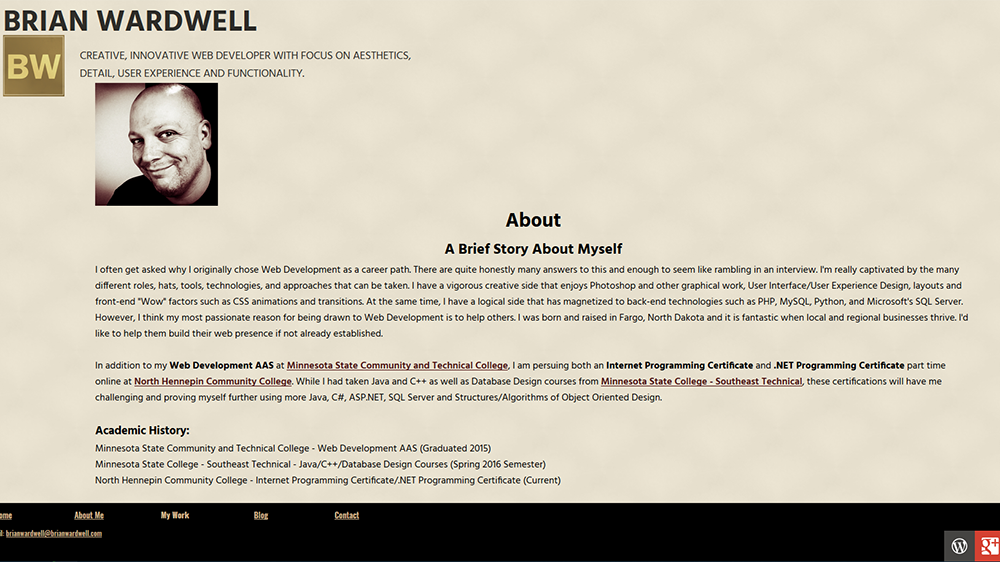 BRIAN WARDWELL
BW
CREATIVE, INNOVATIVE WEB DEVELOPER WITH FOCUS ON AESTHETICS,
DETAIL, USER EXPERIENCE AND FUNCTIONALITY.
About
A Brief Story About Myself
I often get asked why I originally chose Web Development as a career path. There are quite honestly many answers to this and enough to seem like rambling in an interview. I'm really captivated by the many
different roles, hats, tools, technologies, and approaches that can be taken. I have a vigorous creative side that enjoys Photoshop and other graphical work, User Interface/User Experience Design, layouts and
front-end "Wow" factors such as CSS animations and transitions. At the same time, I have a logical side that has magnetized to back-end technologies such as PHP, MySQL, Python, and Microsoft's SQL Server.
However, I think my most passionate reason for being drawn to Web Development is to help others. I was born and raised in Fargo, North Dakota and it is fantastic when local and regional businesses thrive. I'd
like to help them build their web presence if not already established.
In addition to my Web Development AAS at Minnesota State Community and Technical College, I am persuing both an Internet Programming Certificate and .NET Programming Certificate part time
online at North Hennepin Community College. While I had taken Java and C++ as well as Database Design courses from Minnesota State College - Southeast Technical, these certifications will have me
challenging and proving myself further using more Java, C#, ASP.NET, SQL Server and Structures/Algorithms of Object Oriented Design.
Academic History:
Minnesota State Community and Technical College - Web Development AAS (Graduated 2015)
Minnesota State College - Southeast Technical - Java/C++/Database Design Courses (Spring 2016 Semester)
North Hennepin Community College - Internet Programming Certificate/.NET Programming Certificate (Current)
ome About Me My Work Blog Contact
il: brianwardwell@brianwardwell.com
g+